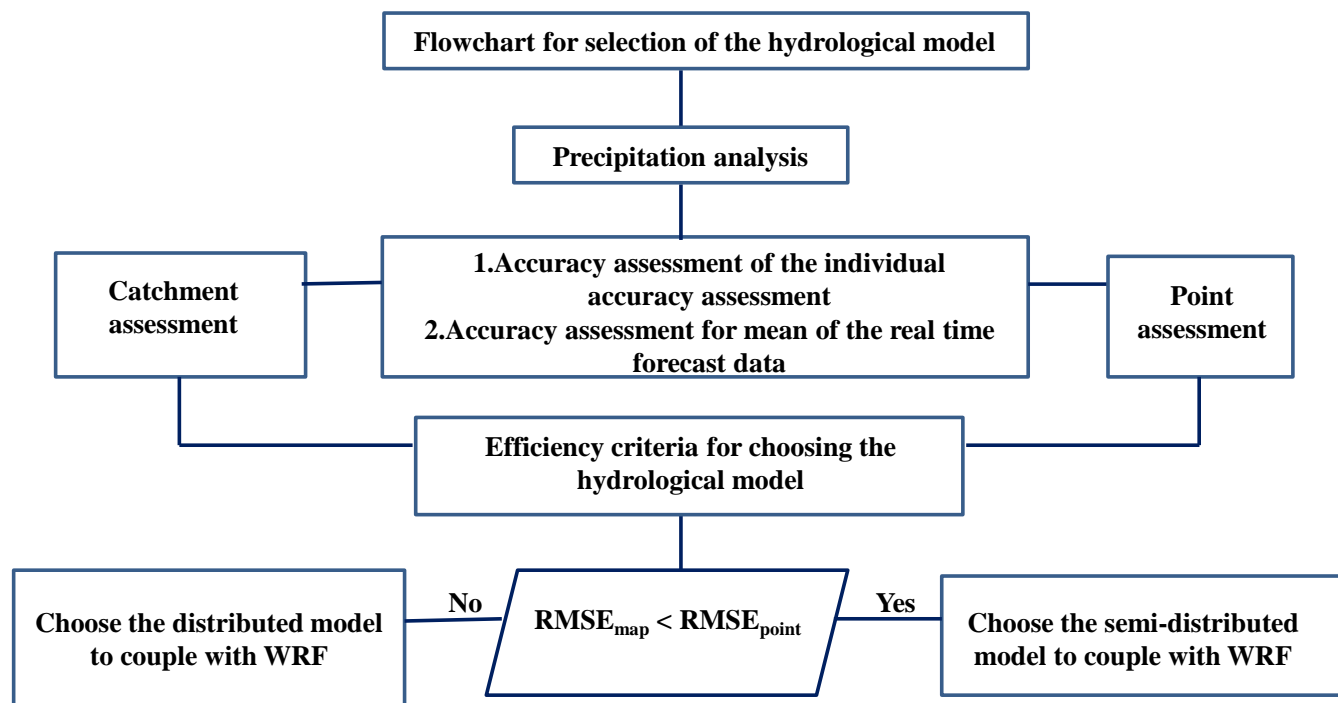 Flowchart for selection of the hydrological model
Precipitation analysis
Catchment
assessment
1.Accuracy assessment of the individual
accuracy assessment
2.Accuracy assessment for mean of the real time
forecast data
Point
assessment
Efficiency criteria for choosing the
hydrological model
Choose the distributed model
to couple with WRF
No
RMSEmap < RMSEpoint
Yes
Choose the semi-distributed
model to couple with WRF